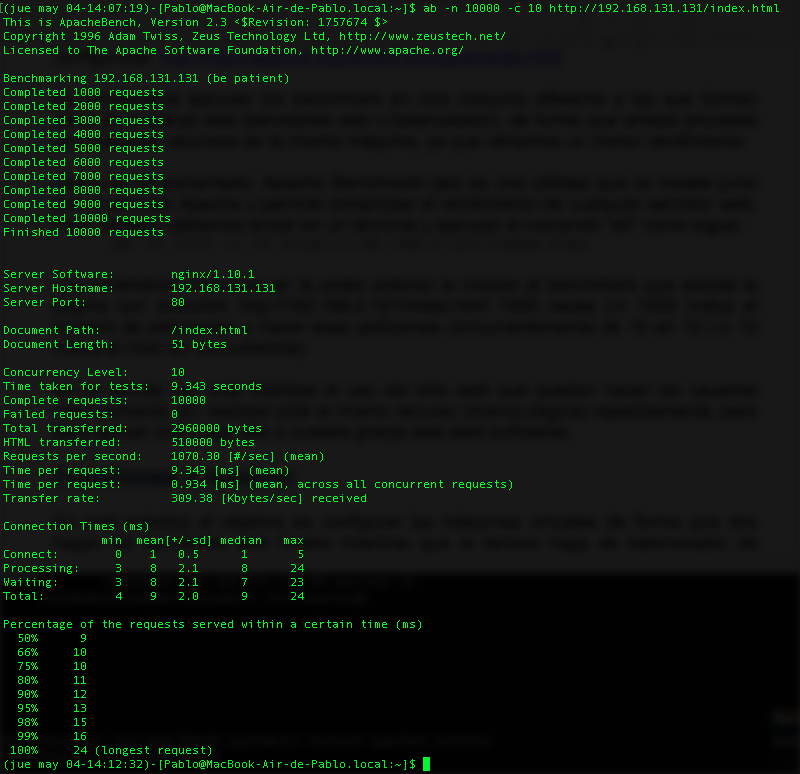 [(jue may 04-14:07:19)-[Pablo@MacBook-Air-de-Pablo.local:~]$ ab -n 10000 -c 10 http://192.168.131.131/index.html
This is ApacheBench, Version 2.3 <$Revision: 1757674 $>
Copyright 1996 Adam Twiss, Zeus Technology Ltd, http://www.zeustech.net/
Licensed to The Apache Software Foundation, http://www.apache.org/

Benchmarking 192.168.131.131 (be patient)
Completed 1000 requests
Completed 2000 requests
Completed 3000 requests
Completed 4000 requests
Completed 5000 requests
Completed 6000 requests
Completed 7000 requests
Completed 8000 requests
Completed 9000 requests
Completed 10000 requests
Finished 10000 requests

Server Software:        nginx/1.10.1
Server Hostname:        192.168.131.131
Server Port:            80

Document Path:          /index.html
Document Length:        51 bytes

Concurrency Level:      10
Time taken for tests:   9.343 seconds
Complete requests:      10000
Failed requests:        0
Total transferred:      2960000 bytes
HTML transferred:       510000 bytes
Requests per second:    1070.30 [#/sec] (mean)
Time per request:       9.343 [ms] (mean)
Time per request:       0.934 [ms] (mean, across all concurrent requests)
Transfer rate:          309.38 [Kbytes/sec] received

Connection Times (ms)
              min  mean[+/-sd] median   max
Connect:        0    1   0.5      1       5
Processing:     3    8   2.1      8      24
Waiting:        3    8   2.1      7      23
Total:          4    9   2.0      9      24

Percentage of the requests served within a certain time (ms)
  50%      9
  66%     10
  75%     10
  80%     11
  90%     12
  95%     13
  98%     15
  99%     16
 100%     24 (longest request)
(jue may 04-14:12:32)-[Pablo@MacBook-Air-de-Pablo.local:~]$